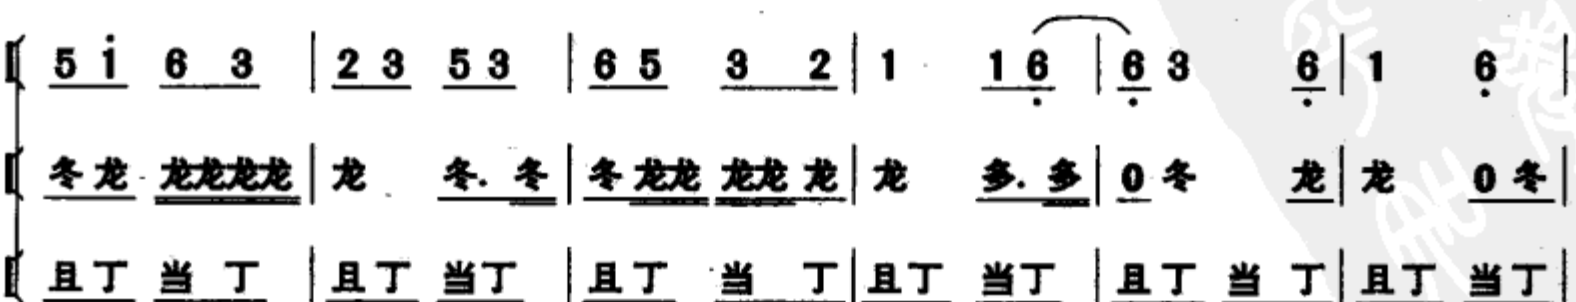 5 i 6 3 | 2 3 5 3 | 6 5 3 2 | 1 1 6 | 6 3 6 | 1 6 |
冬龙 龙龙龙龙 | 龙 冬. 冬 | 冬龙龙 龙龙龙 | 龙 多. 多 | 0 冬 龙 | 龙 0 冬 |
且丁 当丁 | 且丁 当丁 | 且丁 当丁 | 且丁 当丁 | 且丁 当丁 | 且丁 当丁